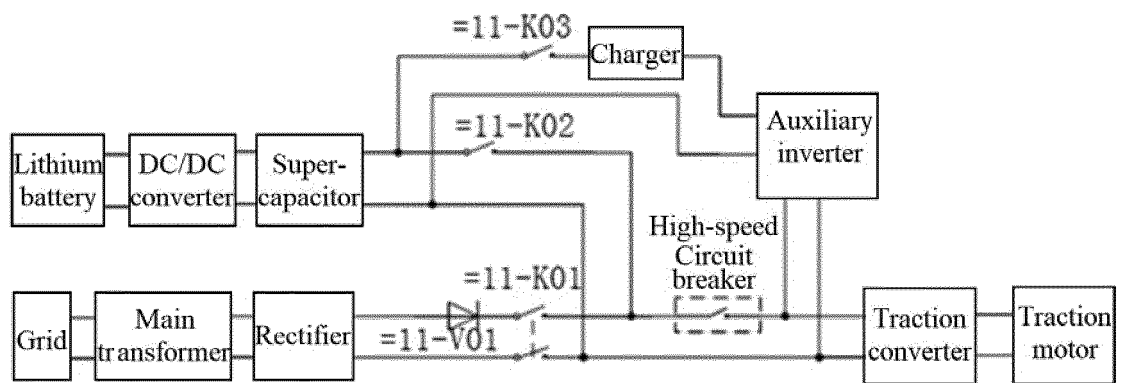 =11-K03
Charger
=11-K02
Auxiliary
inverter
Lithium
battery
DC/DC
converter
Super-
capacitor
High-speed
Circuit
breaker
=11-K01
=11-V01
Grid
Main
transformer
Rectifier
Traction
converter
Traction
motor